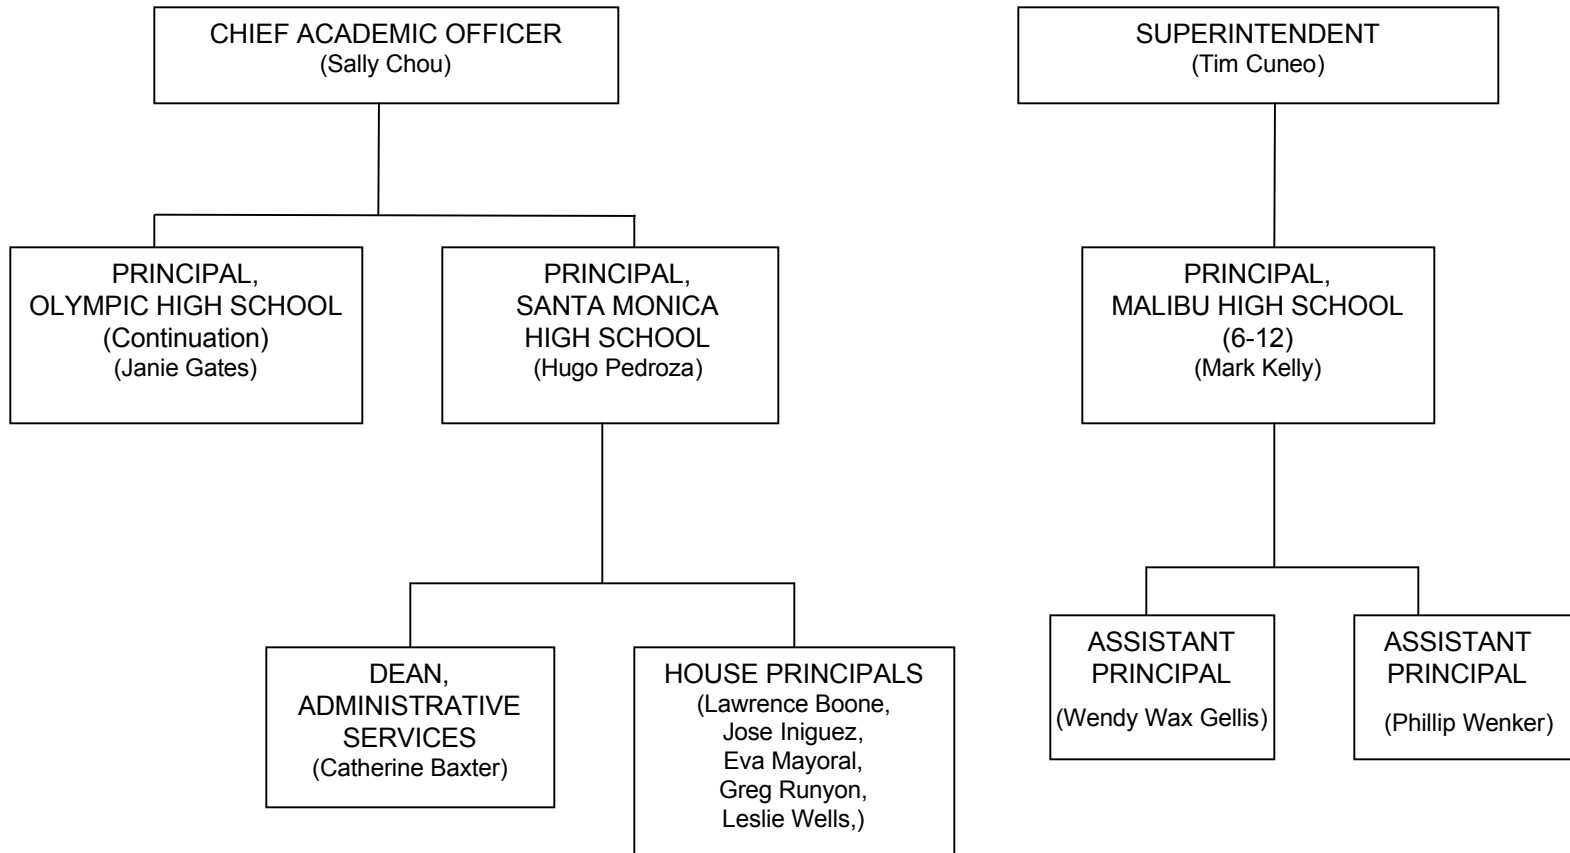 CHIEF ACADEMIC OFFICER
(Sally Chou)
SUPERINTENDENT
(Tim Cuneo)
PRINCIPAL,
OLYMPIC HIGH SCHOOL
(Continuation)
(Janie Gates)
PRINCIPAL,
SANTA MONICA
HIGH SCHOOL
(Hugo Pedroza)
PRINCIPAL,
MALIBU HIGH SCHOOL
(6-12)
(Mark Kelly)
DEAN,
ADMINISTRATIVE
SERVICES
(Catherine Baxter)
HOUSE PRINCIPALS
(Lawrence Boone,
Jose Iniguez,
Eva Mayoral,
Greg Runyon,
Leslie Wells,)
ASSISTANT
PRINCIPAL
(Wendy Wax Gellis)
ASSISTANT
PRINCIPAL
(Phillip Wenker)